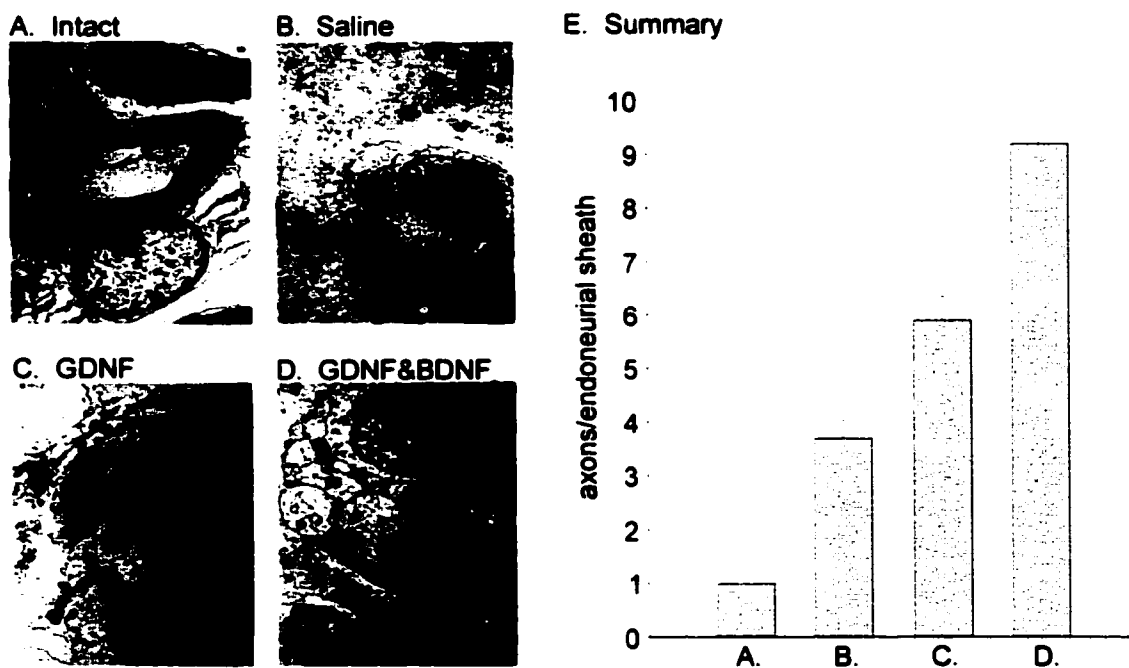 A. Intact
B. Saline
C. GDNF
D. GDNF&BDNF
E. Summary
axons/endoneurial sheath
10
9
8
7
6
5
4
3
2
1
0
A.
B.
C.
D.